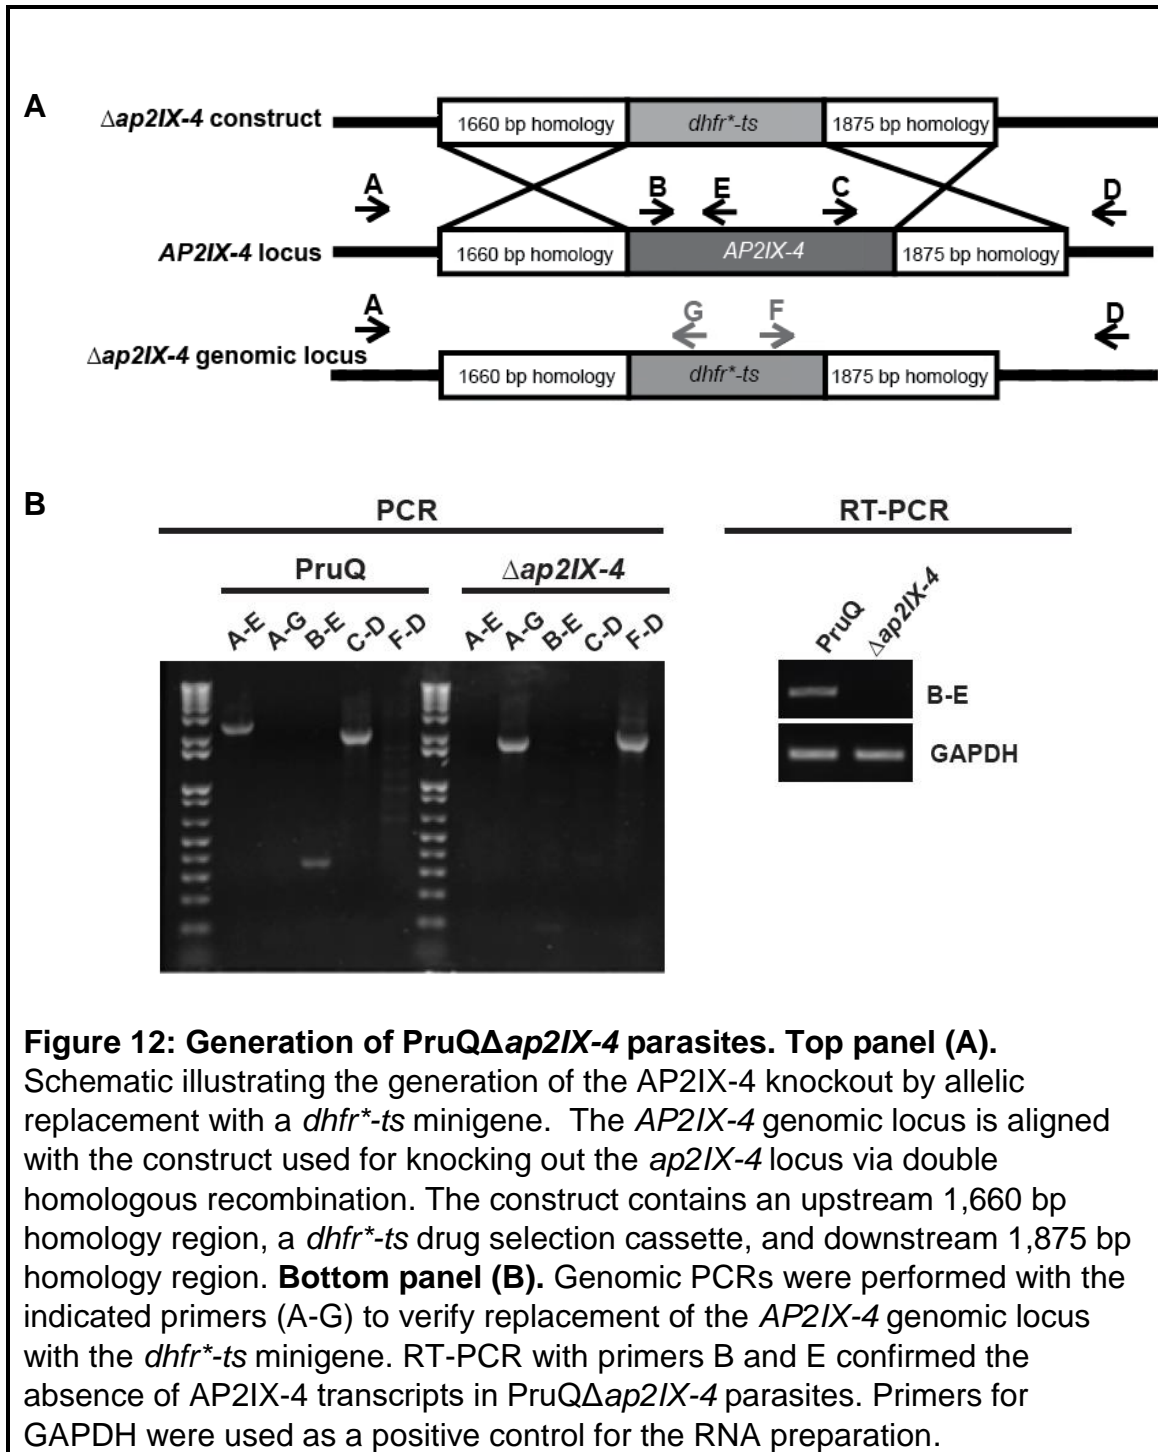 A
Δap2IX-4 construct
1660 bp homology
dhfr*-ts
1875 bp homology
A
B
E
C
D
AP2IX-4 locus
1660 bp homology
AP2IX-4
1875 bp homology
A
G
F
D
Δap2IX-4 genomic locus
1660 bp homology
dhfr*-ts
1875 bp homology
B
PCR
RT-PCR
PruQ
Δap2IX-4
A-E
A-G
B-E
C-D
F-D
A-E
A-G
B-E
C-D
F-D
PruQ
Δap2IX-4
B-E
GAPDH
Figure 12: Generation of PruQΔap2IX-4 parasites. Top panel (A).
Schematic illustrating the generation of the AP2IX-4 knockout by allelic
replacement with a dhfr*-ts minigene.  The AP2IX-4 genomic locus is aligned
with the construct used for knocking out the ap2IX-4 locus via double
homologous recombination. The construct contains an upstream 1,660 bp
homology region, a dhfr*-ts drug selection cassette, and downstream 1,875 bp
homology region. Bottom panel (B). Genomic PCRs were performed with the
indicated primers (A-G) to verify replacement of the AP2IX-4 genomic locus
with the dhfr*-ts minigene. RT-PCR with primers B and E confirmed the
absence of AP2IX-4 transcripts in PruQΔap2IX-4 parasites. Primers for
GAPDH were used as a positive control for the RNA preparation.